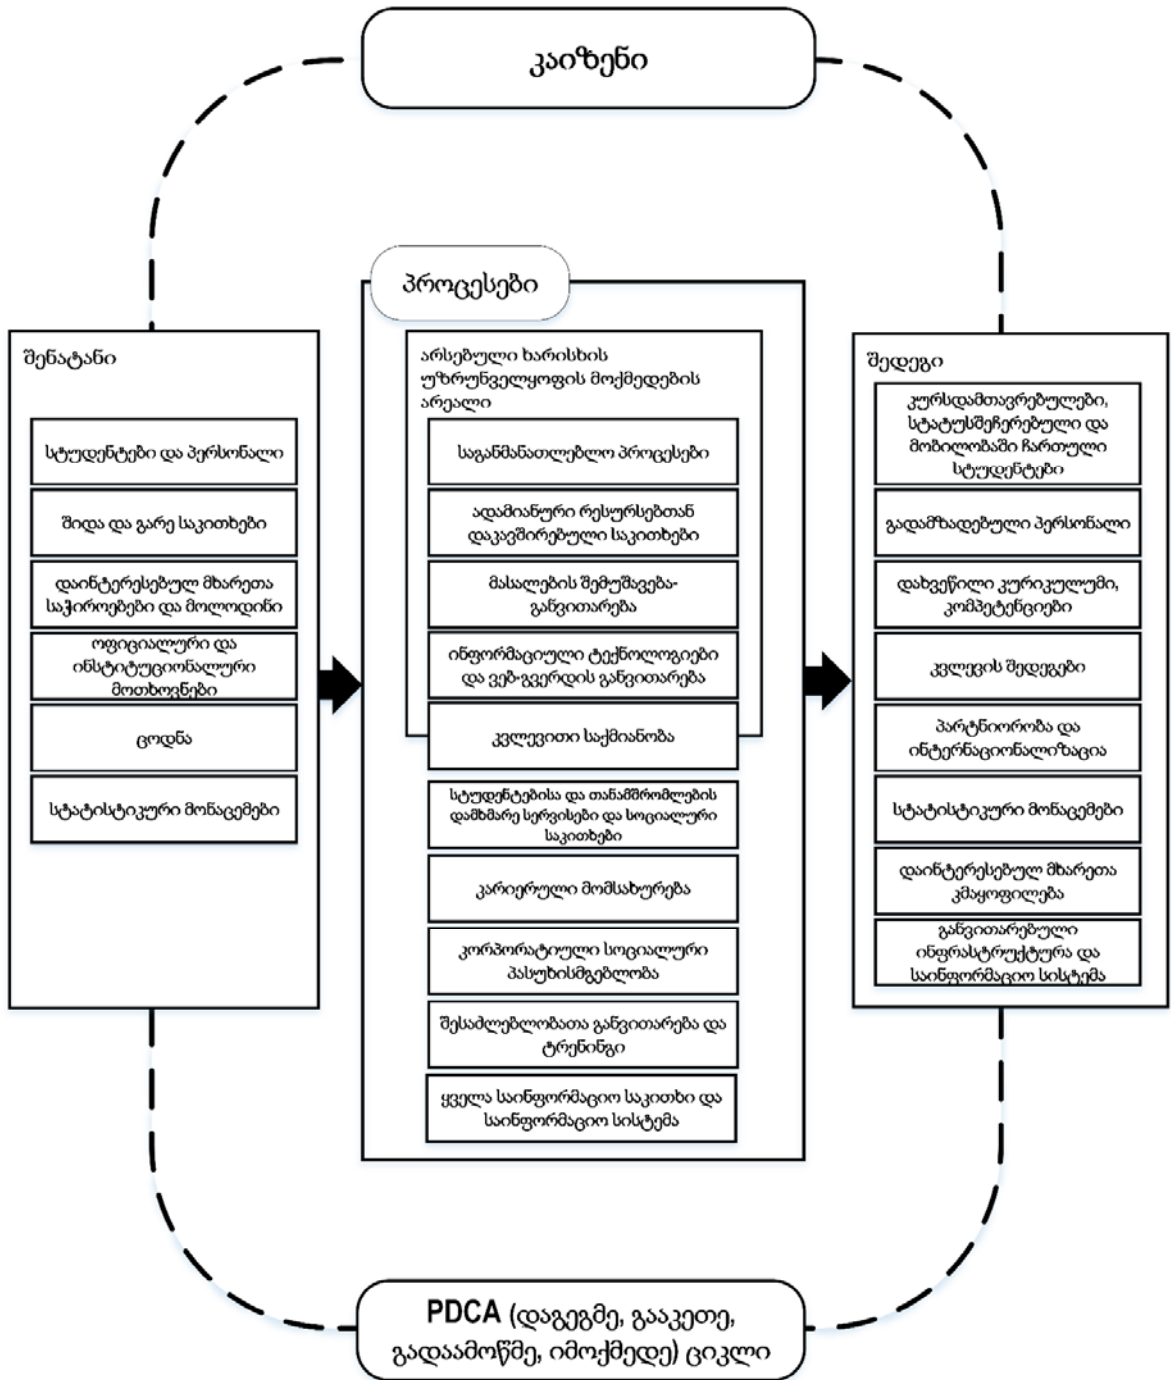 კაიზენი
პროცესები
შენატანი
სტუდენტები და პერსონალი
შიდა და გარე საკითხები
დაინტერესებულ მხარეთა
საჭიროებები და მოლოდინი
ოფიციალური და
ინსტიტუციონალური
მოთხოვნები
ცოდნა
სტატისტიკური მონაცემები
არსებული ხარისხის
უზრუნველყოფის მოქმედების
არეალი
საგანმანათლებლო პროცესები
ადამიანური რესურსებთან
დაკავშირებული საკითხები
მასალების შემუშავება-
განვითარება
ინფორმაციული ტექნოლოგიები
და ვებ-გვერდის განვითარება
კვლევითი საქმიანობა
სტუდენტებისა და თანამშრომლების
დამხმარე სერვისები და სოციალური
საკითხები
კარიერული მომსახურება
კორპორატიული სოციალური
პასუხისმგებლობა
შესაძლებლობათა განვითარება და
ტრენინგი
ყველა საინფორმაციო საკითხი და
საინფორმაციო სისტემა
შედეგი
კურსდამთავრებულები,
სტატუსშეჩერებული და
მობილობაში ჩართული
სტუდენტები
გადამზადებული პერსონალი
დახვეწილი კურიკულუმი,
კომპეტენციები
კვლევის შედეგები
პარტნიორობა და
ინტერნაციონალიზაცია
სტატისტიკური მონაცემები
დაინტერესებულ მხარეთა
კმაყოფილება
განვითარებული
ინფრასტრუქტურა და
საინფორმაციო სისტემა
PDCA (დაგეგმე, გააკეთე,
გადაამოწმე, იმოქმედე) ციკლი